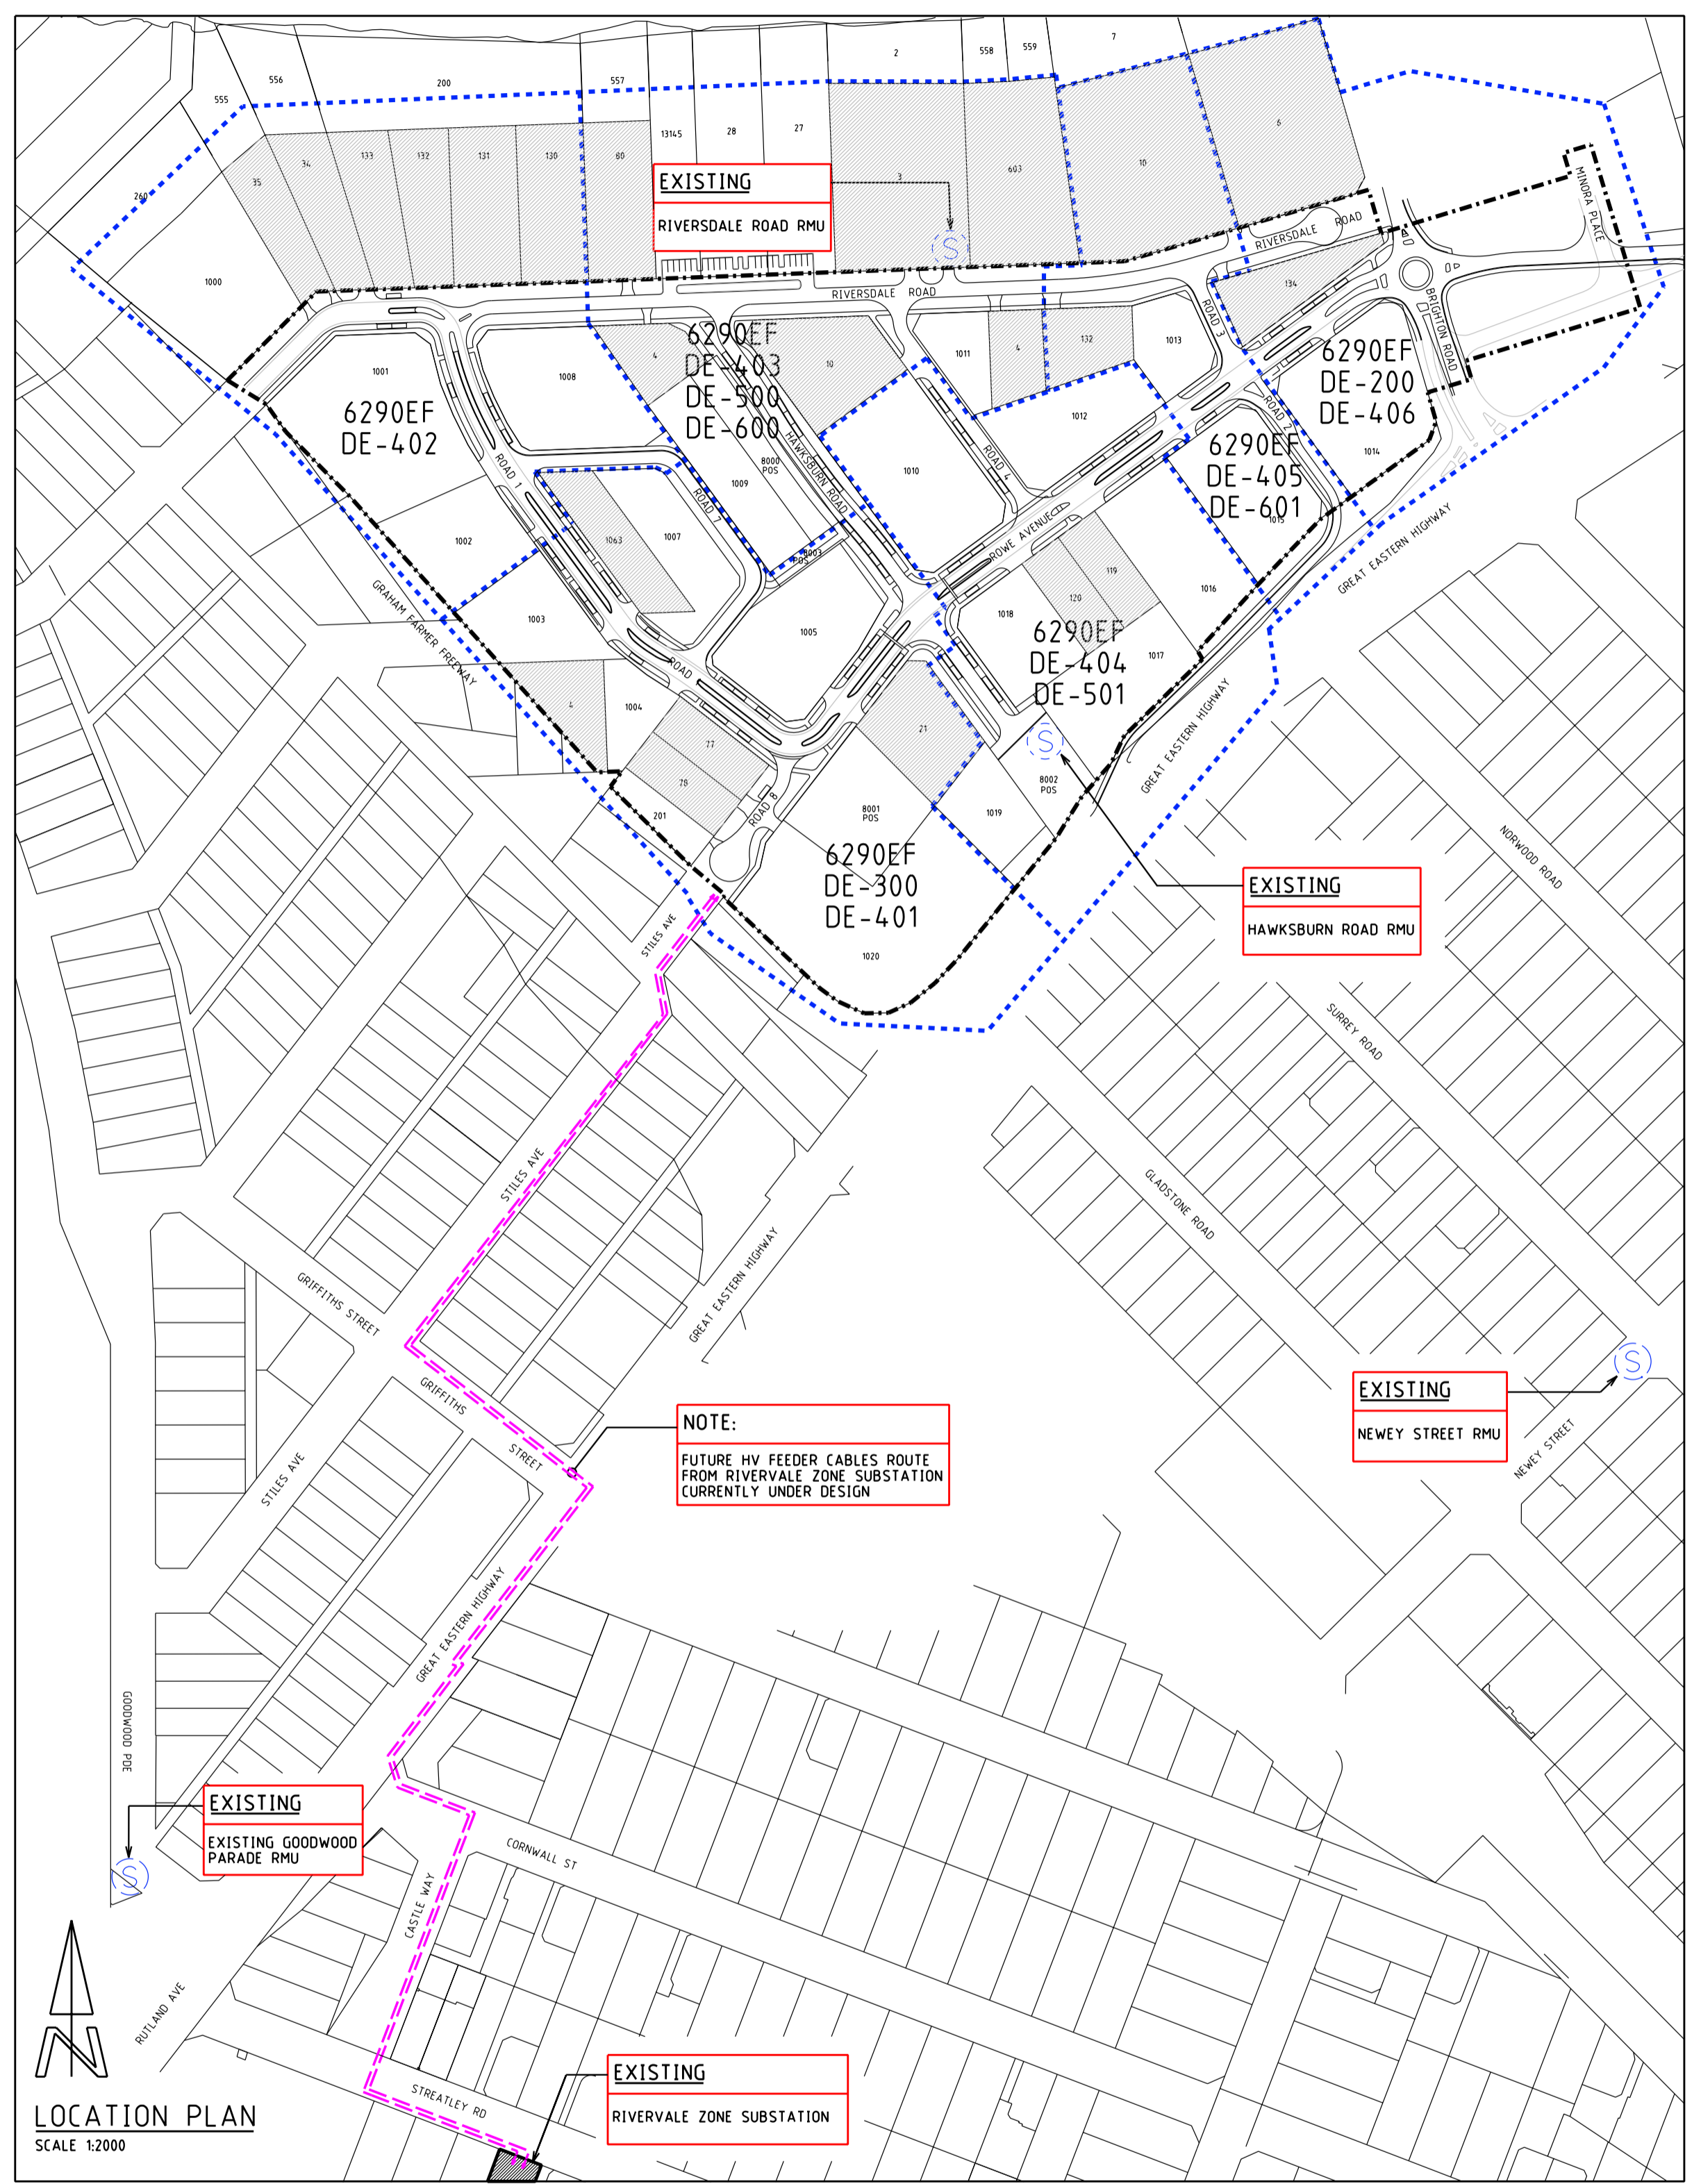 556
200
557
2
558
559
7
555
13145
28
27
6
34
133
132
131
130
60
3
603
10
35
260
EXISTING
RIVERSDALE ROAD RMU
S
MINORA PLACE
RIVERSDALE ROAD
1000
RIVERSDALE ROAD
ROAD 3
134
BRIGHTON ROAD
1001
1008
4
6290EF
DE-403
DE-500
DE-600
10
1011
4
132
1013
6290EF
DE-200
DE-406
6290EF
DE-402
ROAD 1
1009
8000
POS
HAWKSBURN ROAD
1010
ROAD 4
1012
ROAD 2
6290EF
DE-405
DE-601
1014
1015
1002
1063
1007
ROAD 7
8003
POS
ROWE AVENUE
119
120
1016
GREAT EASTERN HIGHWAY
GRAHAM FARMER FREEWAY
1003
1005
1018
6290EF
DE-404
DE-501
1017
ROAD
4
1004
77
78
201
ROAD 8
21
S
8002
POS
1019
8001
POS
GREAT EASTERN HIGHWAY
6290EF
DE-300
DE-401
1020
NORWOOD ROAD
EXISTING
HAWKSBURN ROAD RMU
STILES AVE
SURREY ROAD
STILES AVE
GLADSTONE ROAD
GRIFFITHS STREET
GREAT EASTERN HIGHWAY
GRIFFITHS
STREET
S
EXISTING
NEWEY STREET RMU
NEWEY STREET
NOTE:
FUTURE HV FEEDER CABLES ROUTE
FROM RIVERVALE ZONE SUBSTATION
CURRENTLY UNDER DESIGN
STILES AVE
GREAT EASTERN HIGHWAY
GOODWOOD PDE
EXISTING
EXISTING GOODWOOD
PARADE RMU
S
CORNWALL ST
CASTLE WAY
RUTLAND AVE
STREATLEY RD
EXISTING
RIVERVALE ZONE SUBSTATION
N
LOCATION PLAN
SCALE 1:2000